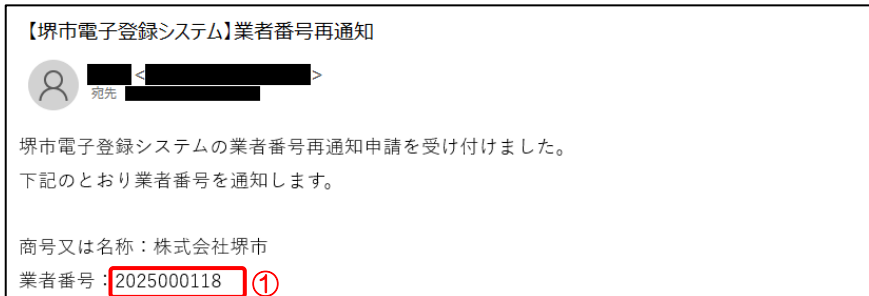 【堺市電子登録システム】業者番号再通知
<>
宛先
堺市電子登録システムの業者番号再通知申請を受け付けました。
下記のとおり業者番号を通知します。
商号又は名称：株式会社堺市
業者番号：2025000118 ①